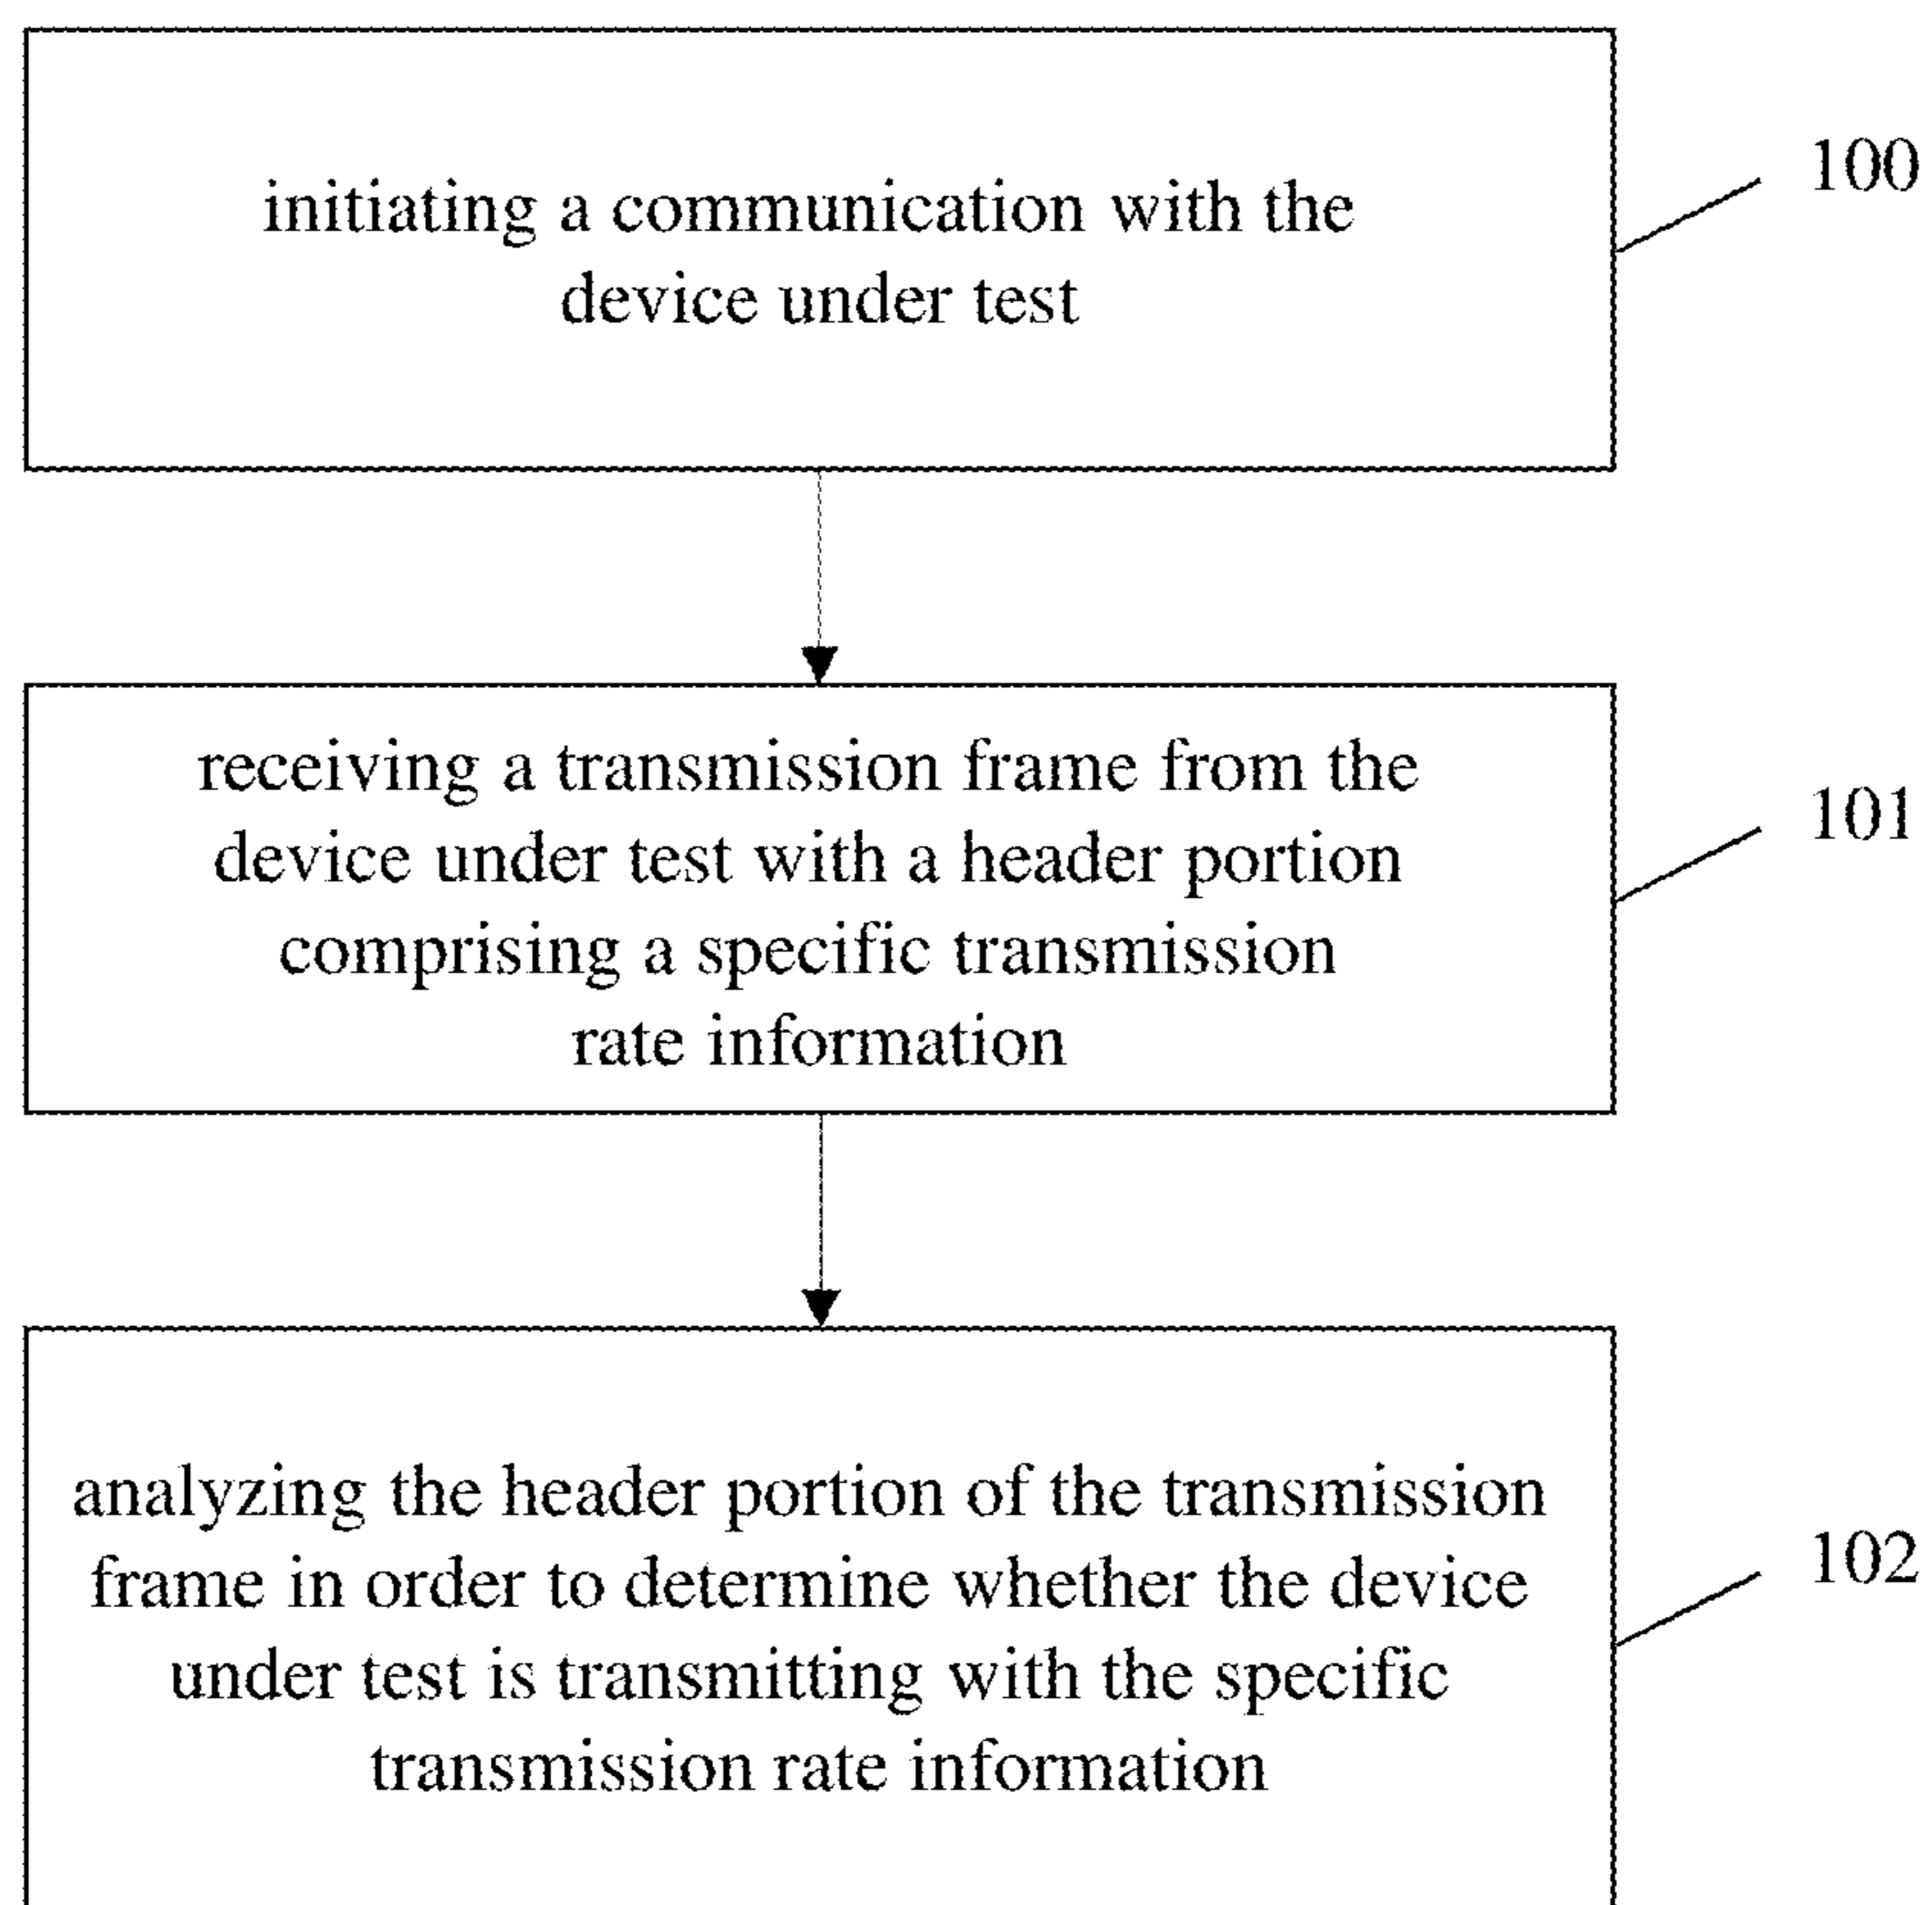 initiating a communication with the
device under test
100
receiving a transmission frame from the
device under test with a header portion
comprising a specific transmission
rate information
101
analyzing the header portion of the transmission
frame in order to determine whether the device
under test is transmitting with the specific
transmission rate information
102